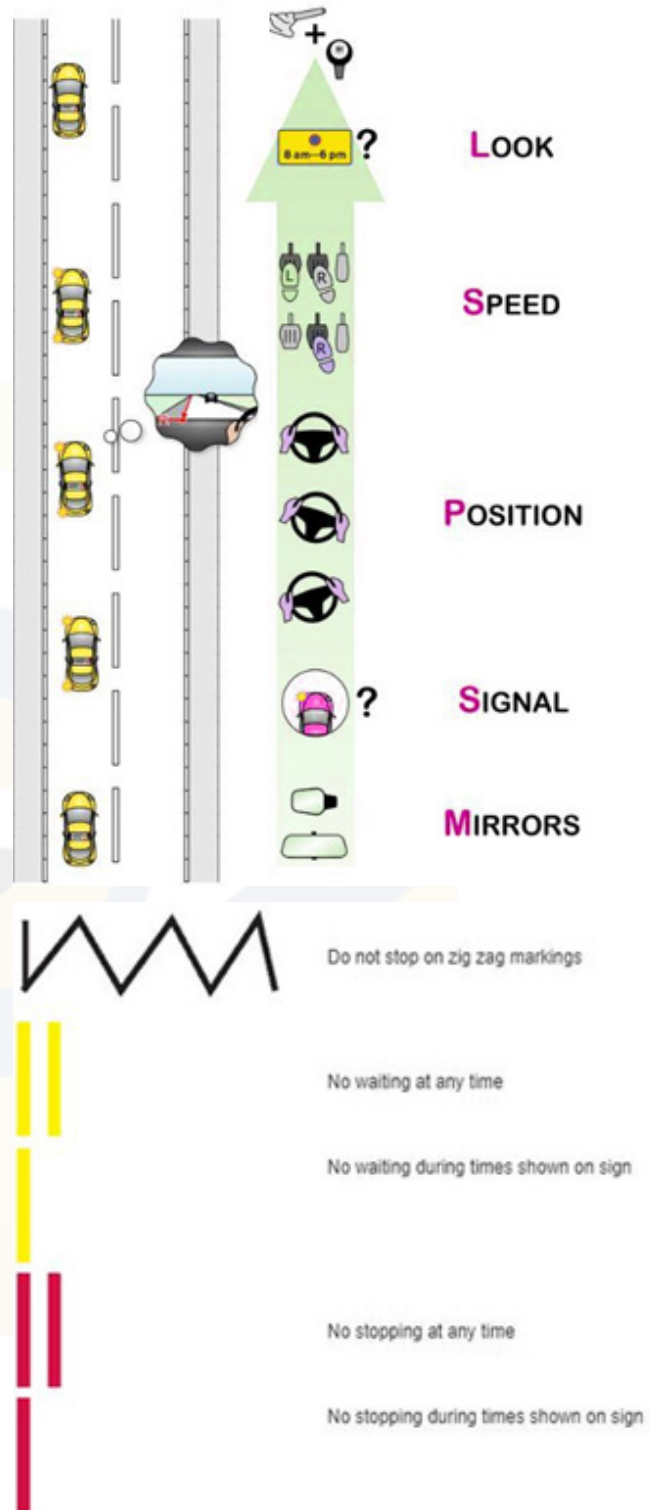 8 am—6 pm ?
LOOK
L R
SPEED
R
POSITION
? SIGNAL
MIRRORS
Do not stop on zig zag markings
No waiting at any time
No waiting during times shown on sign
No stopping at any time
No stopping during times shown on sign